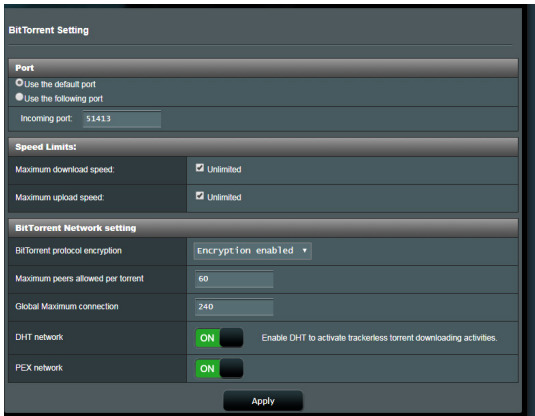 BitTorrent Setting
Port
Use the default port
Use the following port
Incoming port: 51413
Speed Limits:
Maximum download speed: Unlimited
Maximum upload speed: Unlimited
BitTorrent Network setting
BitTorrent protocol encryption Encryption enabled
Maximum peers allowed per torrent 60
Global Maximum connection 240
DHT network ON Enable DHT to activate trackerless torrent downloading activities.
PEX network ON
Apply